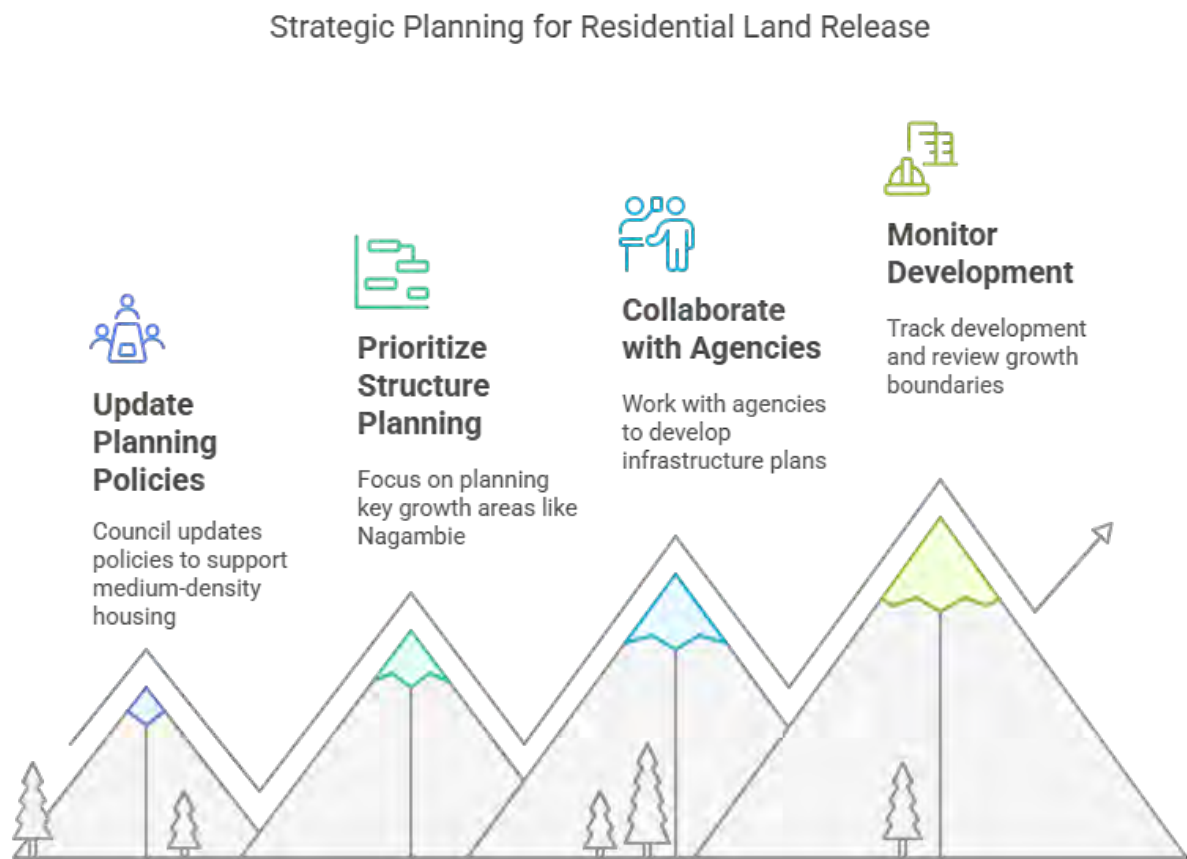 Strategic Planning for Residential Land Release
Update
Planning
Policies
Council updates
policies to support
medium-density
housing
Prioritize
Structure
Planning
Focus on planning
key growth areas like
Nagambie
Collaborate
with Agencies
Work with agencies
to develop
infrastructure plans
Monitor
Development
Track development
and review growth
boundaries